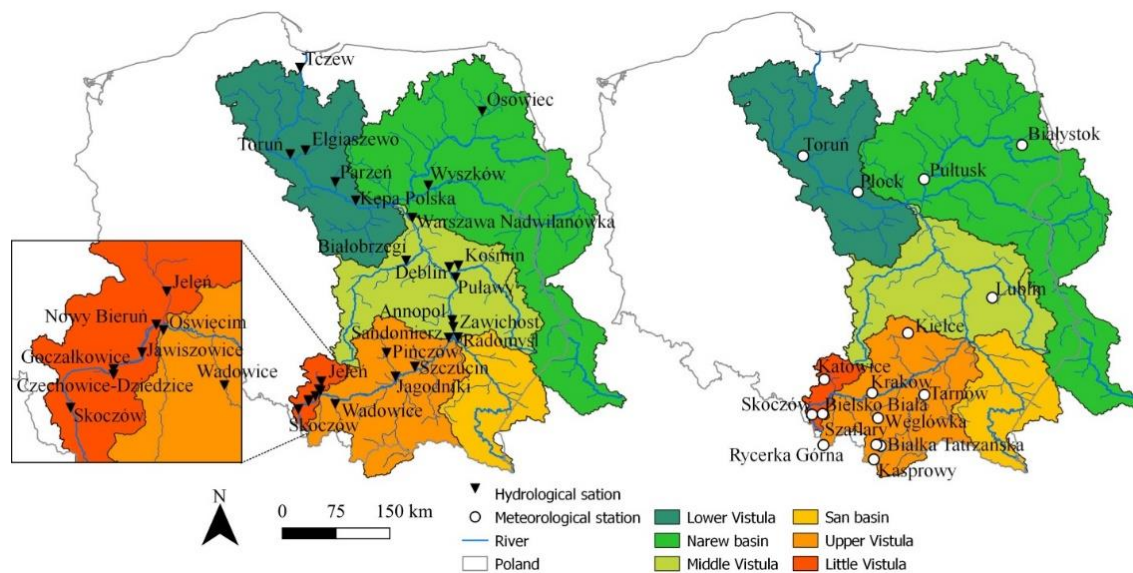 Tczew
Osowiec
Elgiaszewo
Toruń
Parzeń
Wyszków
Kępa Polska
Warszawa Nadwilanówka
Białobrzegi
Kośmin
Dęblin
Puławy
Annopol
Zawichost
Sandomierz
Radomyśl
Pińczów
Szczucin
Jeleń
Jagodniki
Wadowice
Skoczów
Jeleń
Nowy Bieruń
Oświęcim
Jawiszowice
Goczałkowice
Wadowice
Czechowice-Dziedzice
Skoczów
Białystok
Toruń
Pułtusk
Płock
Lublin
Kielce
Katowice
Kraków
Tarnów
Skoczów
Bielsko Biała
Węglówka
Szaflary
Białka Tatrzańska
Rycerka Górna
Kasprowy
N
0 75 150 km
Hydrological sation
Meteorological station
River
Poland
Lower Vistula
Narew basin
Middle Vistula
San basin
Upper Vistula
Little Vistula